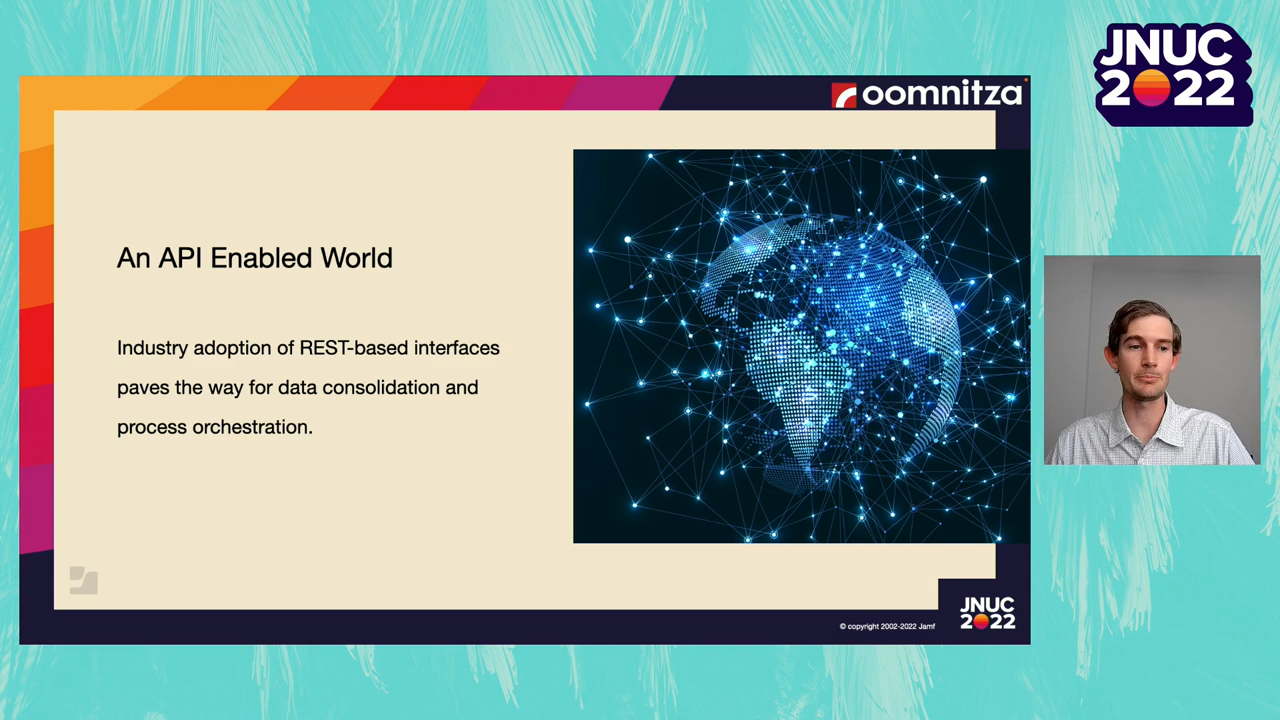 JNUC
2022
oomnitza
An API Enabled World
Industry adoption of REST-based interfaces
paves the way for data consolidation and
process orchestration.
JNUC
2022
© copyright 2002-2022 Jamf